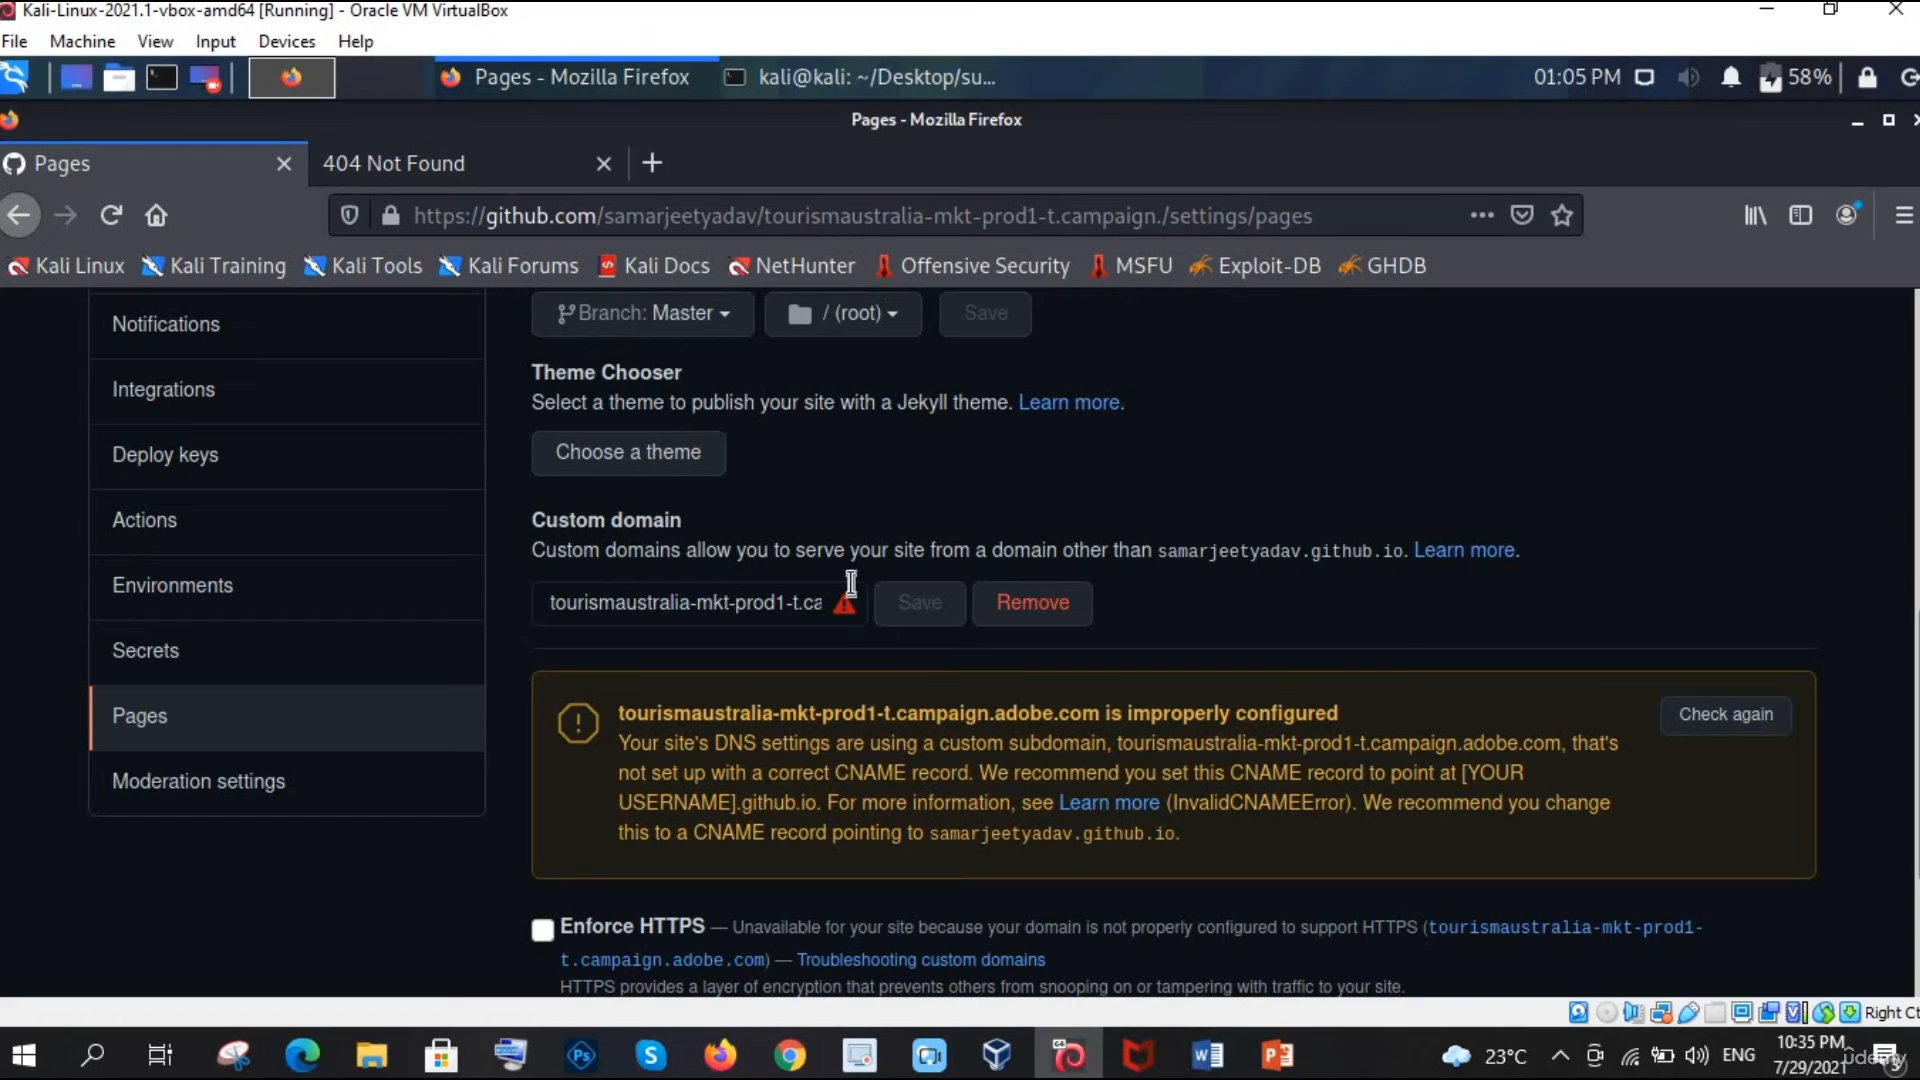 Kali-Linux-2021.1-vbox-amd64 [Running] - Oracle VM VirtualBox
File Machine View Input Devices Help
Pages - Mozilla Firefox kali@kali: ~/Desktop/su... 01:05 PM 58%
Pages - Mozilla Firefox
Pages 404 Not Found
https://github.com/samarjeetyadav/tourismaustralia-mkt-prod1-t.campaign./settings/pages
Kali Linux Kali Training Kali Tools Kali Forums Kali Docs NetHunter Offensive Security MSFU Exploit-DB GHDB
Notifications
Integrations
Deploy keys
Actions
Environments
Secrets
Pages
Moderation settings
Branch: Master / (root) Save
Theme Chooser
Select a theme to publish your site with a Jekyll theme. Learn more.
Choose a theme
Custom domain
Custom domains allow you to serve your site from a domain other than samarjeetyadav.github.io. Learn more.
tourismaustralia-mkt-prod1-t.ca Save Remove
tourismaustralia-mkt-prod1-t.campaign.adobe.com is improperly configured
Check again
Your site's DNS settings are using a custom subdomain, tourismaustralia-mkt-prod1-t.campaign.adobe.com, that's
not set up with a correct CNAME record. We recommend you set this CNAME record to point at [YOUR
USERNAME].github.io. For more information, see Learn more (InvalidCNAMEError). We recommend you change
this to a CNAME record pointing to samarjeetyadav.github.io.
Enforce HTTPS — Unavailable for your site because your domain is not properly configured to support HTTPS (tourismaustralia-mkt-prod1-
t.campaign.adobe.com) — Troubleshooting custom domains
HTTPS provides a layer of encryption that prevents others from snooping on or tampering with traffic to your site.
Right Ct
23°C ENG 10:35 PM
7/29/2021
udemy
3